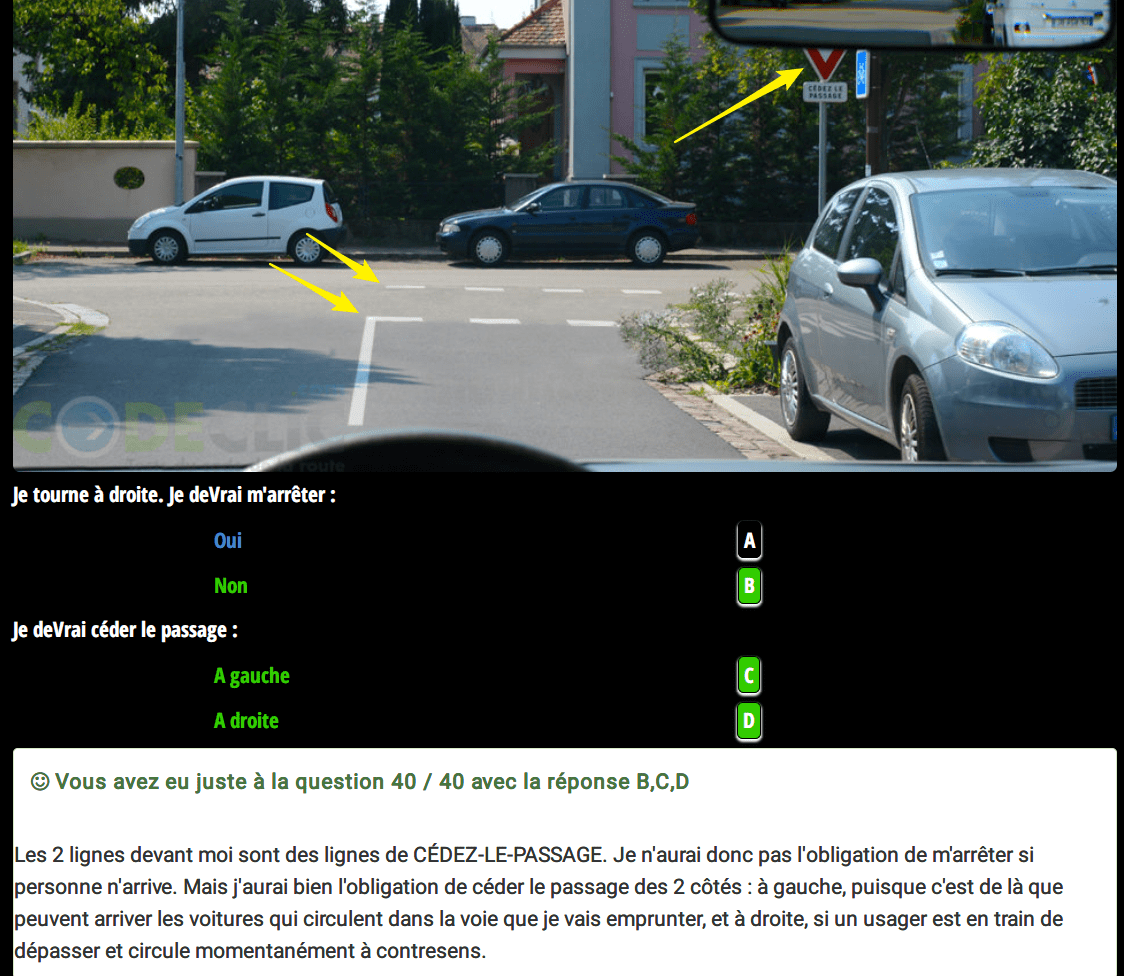 CÉDEZ LE
PASSAGE
CODECLIC
la route
Je tourne à droite. Je deVrai m'arrêter :
Oui A
Non B
Je deVrai céder le passage :
A gauche C
A droite D
Vous avez eu juste à la question 40 / 40 avec la réponse B,C,D
Les 2 lignes devant moi sont des lignes de CÉDEZ-LE-PASSAGE. Je n'aurai donc pas l'obligation de m'arrêter si
personne n'arrive. Mais j'aurai bien l'obligation de céder le passage des 2 côtés : à gauche, puisque c'est de là que
peuvent arriver les voitures qui circulent dans la voie que je vais emprunter, et à droite, si un usager est en train de
dépasser et circule momentanément à contresens.